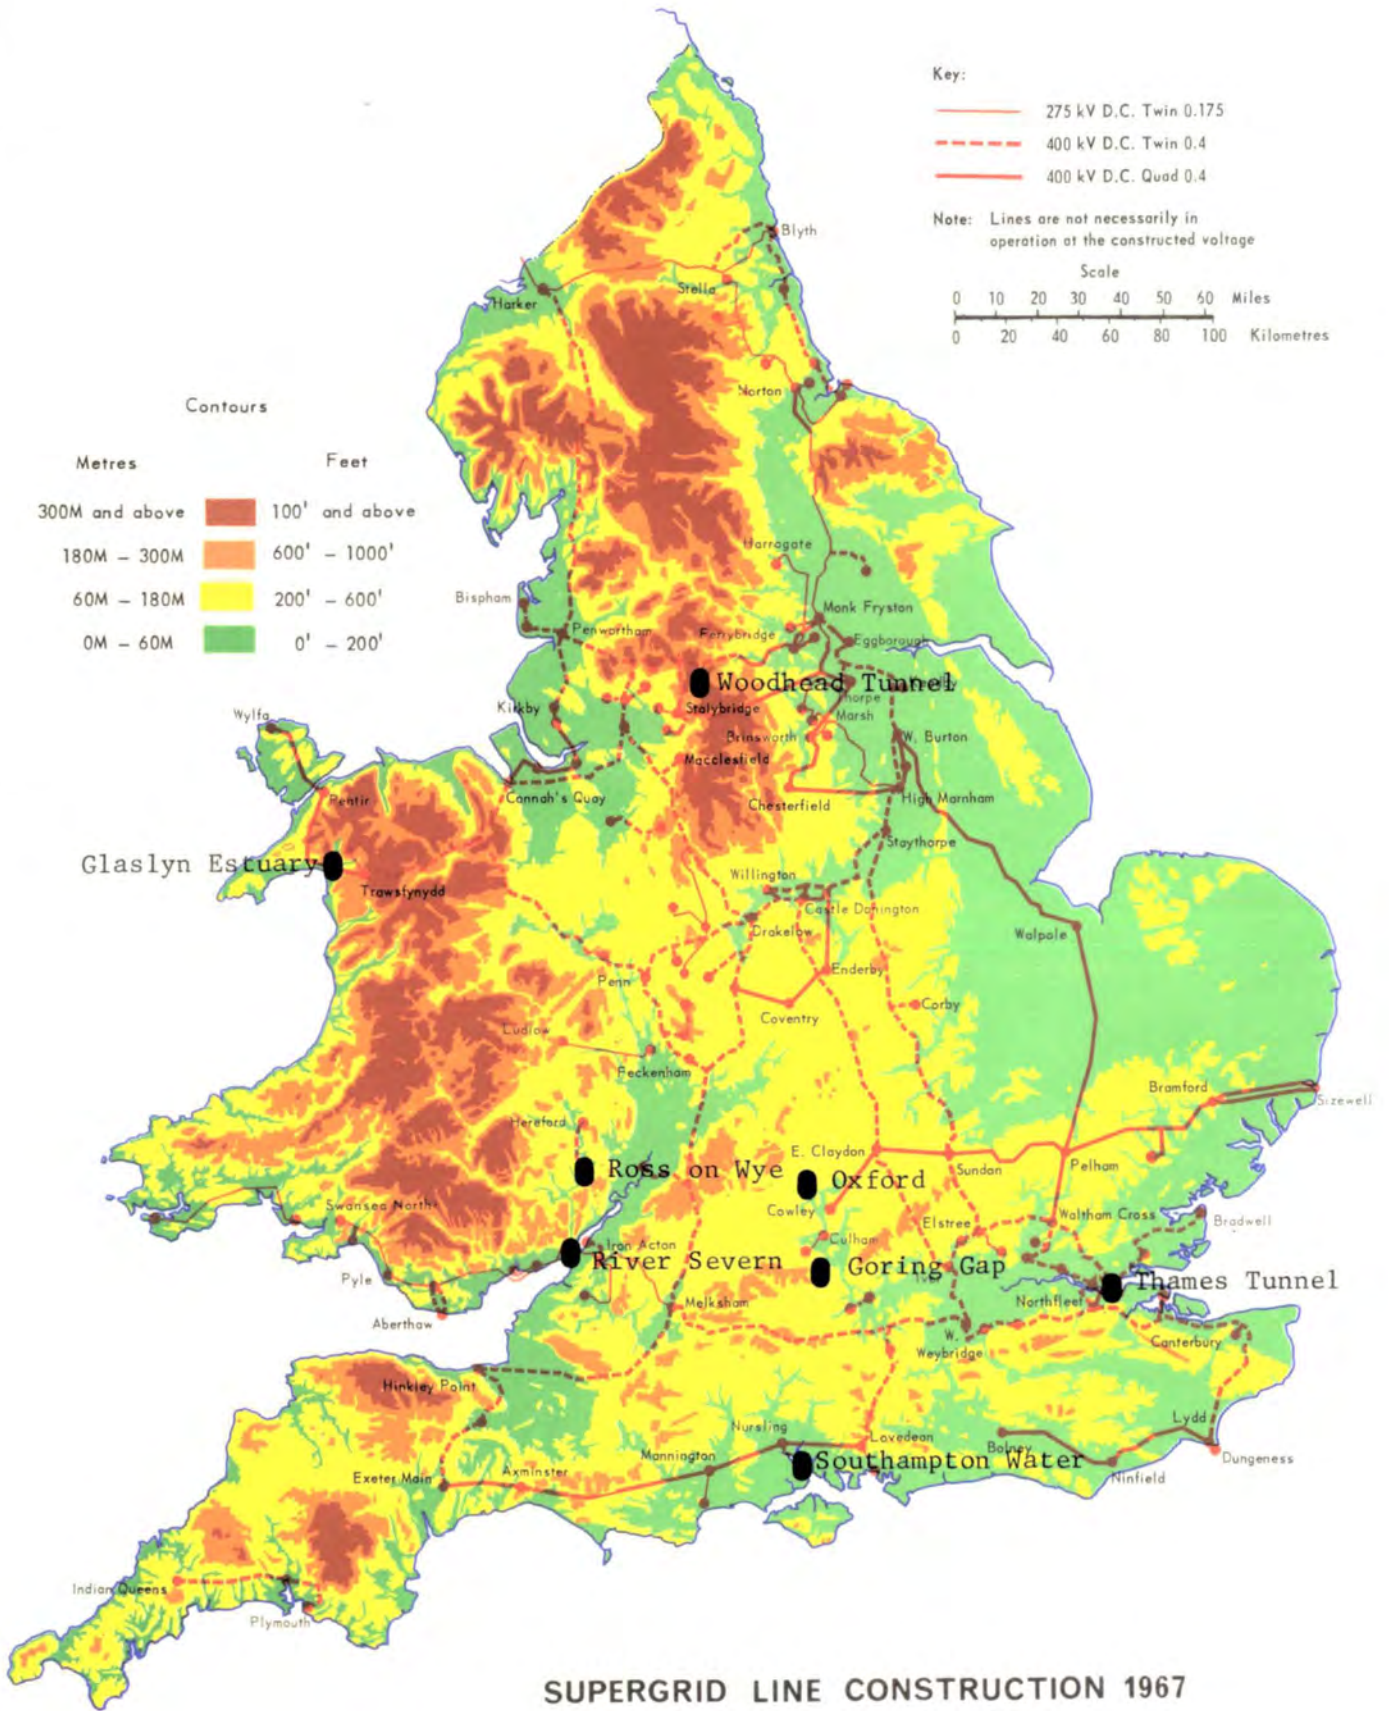 Key:
275 kV D.C. Twin 0.175
400 kV D.C. Twin 0.4
400 kV D.C. Quad 0.4
Note: Lines are not necessarily in
operation at the constructed voltage
Scale
0 10 20 30 40 50 60 Miles
0 20 40 60 80 100 Kilometres
Contours
Metres Feet
300M and above 100' and above
180M – 300M 600' – 1000'
60M – 180M 200' – 600'
0M – 60M 0' – 200'
Blyth
Stella
Harker
Norton
Harrogate
Bispham
Monk Fryston
Penwortham
Ferrybridge
Eggborough
Woodhead Tunnel
Thorpe
Marsh
Kirkby
Stalybridge
Wylfa
Brinsworth
W. Burton
Macclesfield
Pentir
Connah's Quay
Chesterfield
High Marnham
Staythorpe
Glaslyn Estuary
Trawsfynydd
Willington
Castle Donington
Drakelow
Walpole
Penn
Enderby
Corby
Coventry
Ludlow
Feckenham
Bramford
Sizewell
Hereford
E. Claydon
Sundon
Pelham
Ross on Wye
Oxford
Cowley
Swansea North
Elstree
Waltham Cross
Bradwell
Culham
Iron Acton
River Severn
Goring Gap
Pyle
Thames Tunnel
Melksham
Northfleet
Aberthaw
W.
Weybridge
Canterbury
Hinkley Point
Nursling
Lovedean
Lydd
Mannington
Bolney
Southampton Water
Dungeness
Exeter Main
Axminster
Ninfield
Indian Queens
Plymouth
SUPERGRID LINE CONSTRUCTION 1967